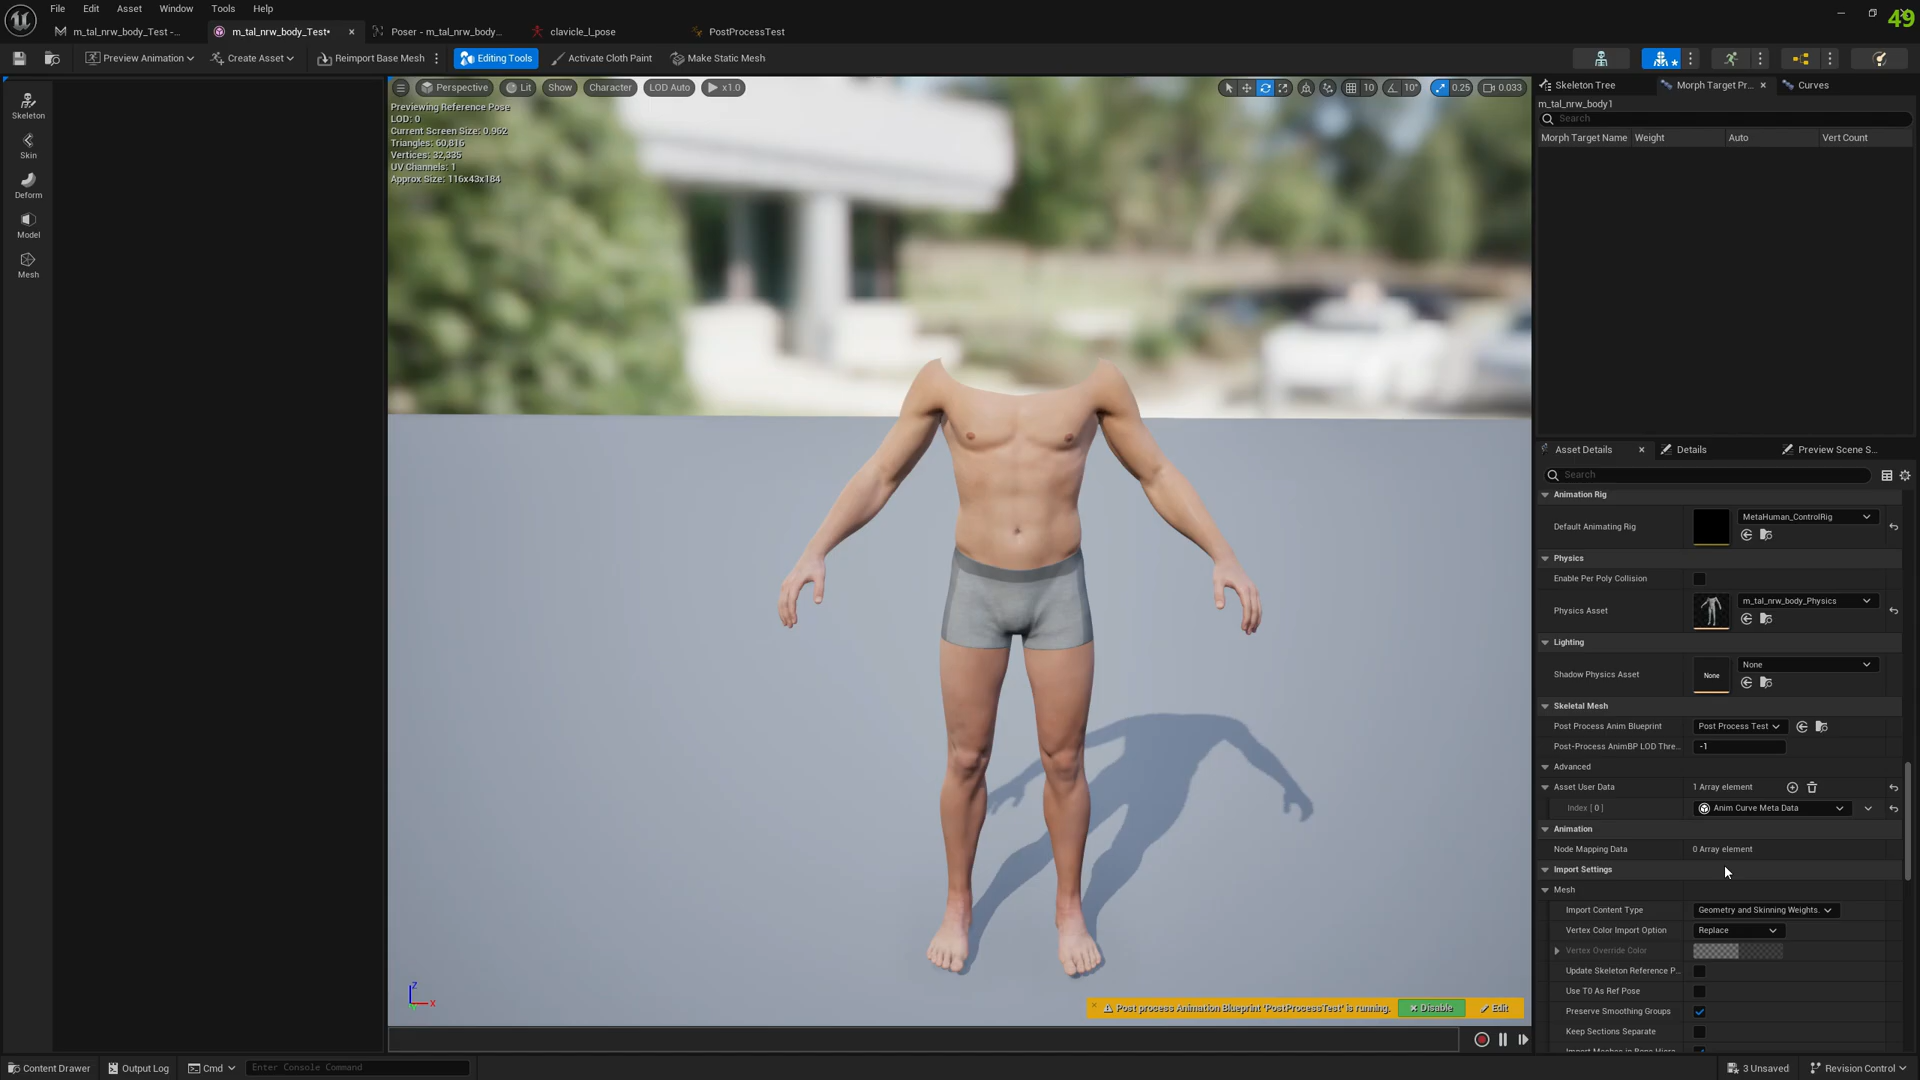 File Edit Asset Window Tools Help
49
m_tal_nrw_body_Test -...
m_tal_nrw_body_Test•
Poser - m_tal_nrw_body...
clavicle_l_pose
PostProcessTest
Preview Animation
Create Asset
Reimport Base Mesh
Editing Tools
Activate Cloth Paint
Make Static Mesh
Skeleton
Skin
Deform
Model
Mesh
Perspective
Lit
Show
Character
LOD Auto
x1.0
10
10°
0.25
0.033
Previewing Reference Pose
LOD: 0
Current Screen Size: 0.962
Triangles: 60,816
Vertices: 32,335
UV Channels: 1
Approx Size: 116x43x184
Z
X
Post process Animation Blueprint 'PostProcessTest' is running.
Disable
Edit
Skeleton Tree
Morph Target Pr...
Curves
m_tal_nrw_body1
Search
Morph Target Name Weight Auto Vert Count
Asset Details
Details
Preview Scene S...
Search
Animation Rig
Default Animating Rig
MetaHuman_ControlRig
Physics
Enable Per Poly Collision
Physics Asset
m_tal_nrw_body_Physics
Lighting
Shadow Physics Asset
None
None
Skeletal Mesh
Post Process Anim Blueprint
Post Process Test
Post-Process AnimBP LOD Thre...
-1
Advanced
Asset User Data
1 Array element
Index [ 0 ]
Anim Curve Meta Data
Animation
Node Mapping Data
0 Array element
Import Settings
Mesh
Import Content Type
Geometry and Skinning Weights.
Vertex Color Import Option
Replace
Vertex Override Color
Update Skeleton Reference P...
Use T0 As Ref Pose
Preserve Smoothing Groups
Keep Sections Separate
Import Meshes in Bone Hiera...
Content Drawer
Output Log
Cmd
Enter Console Command
3 Unsaved
Revision Control